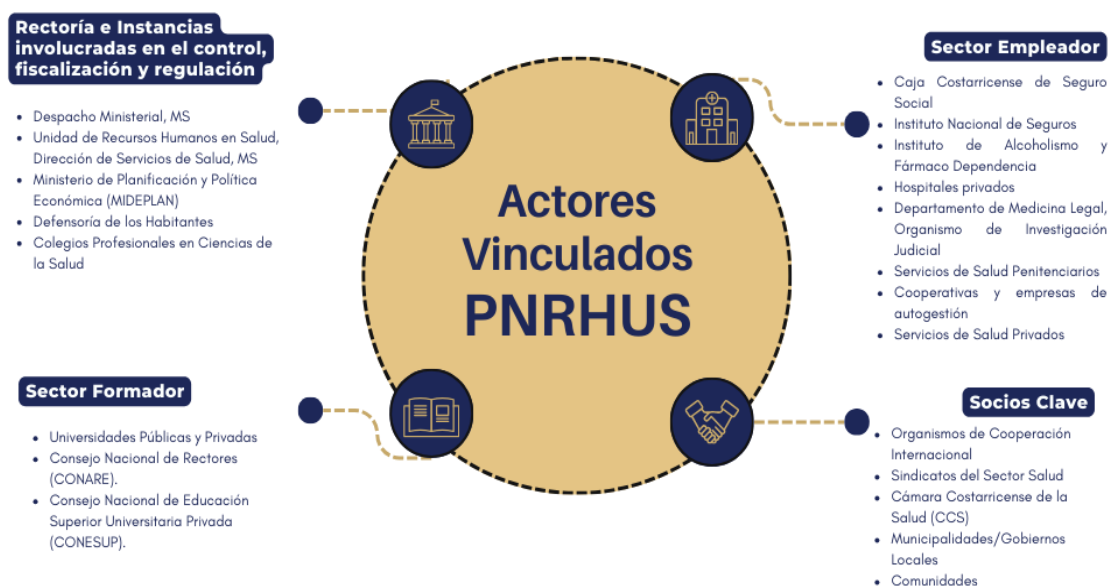 Rectoría e Instancias
involucradas en el control,
fiscalización y regulación
• Despacho Ministerial, MS
• Unidad de Recursos Humanos en Salud,
Dirección de Servicios de Salud, MS
• Ministerio de Planificación y Política
Económica (MIDEPLAN)
• Defensoría de los Habitantes
• Colegios Profesionales en Ciencias de
la Salud
Sector Empleador
• Caja Costarricense de Seguro
Social
• Instituto Nacional de Seguros
• Instituto de Alcoholismo y
Fármaco Dependencia
• Hospitales privados
• Departamento de Medicina Legal,
Organismo de Investigación
Judicial
• Servicios de Salud Penitenciarios
• Cooperativas y empresas de
autogestión
• Servicios de Salud Privados
Actores
Vinculados
PNRHUS
Sector Formador
• Universidades Públicas y Privadas
• Consejo Nacional de Rectores
(CONARE).
• Consejo Nacional de Educación
Superior Universitaria Privada
(CONESUP).
Socios Clave
• Organismos de Cooperación
Internacional
• Sindicatos del Sector Salud
• Cámara Costarricense de la
Salud (CCS)
• Municipalidades/Gobiernos
Locales
• Comunidades